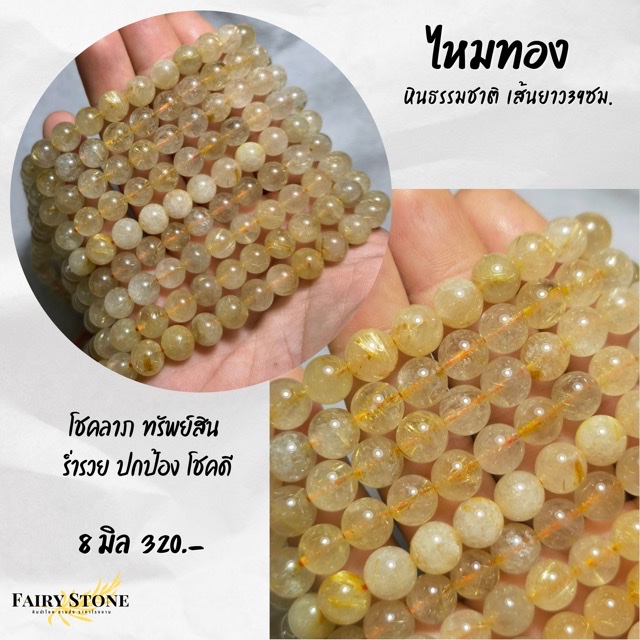 ไหมทอง
หินธรรมชาติ เส้นยาว39ซม.
โชคลาภ ทรัพย์สิน
ร่ำรวย ปกป้อง โชคดี
8 มิล 320.-
FAIRY STONE